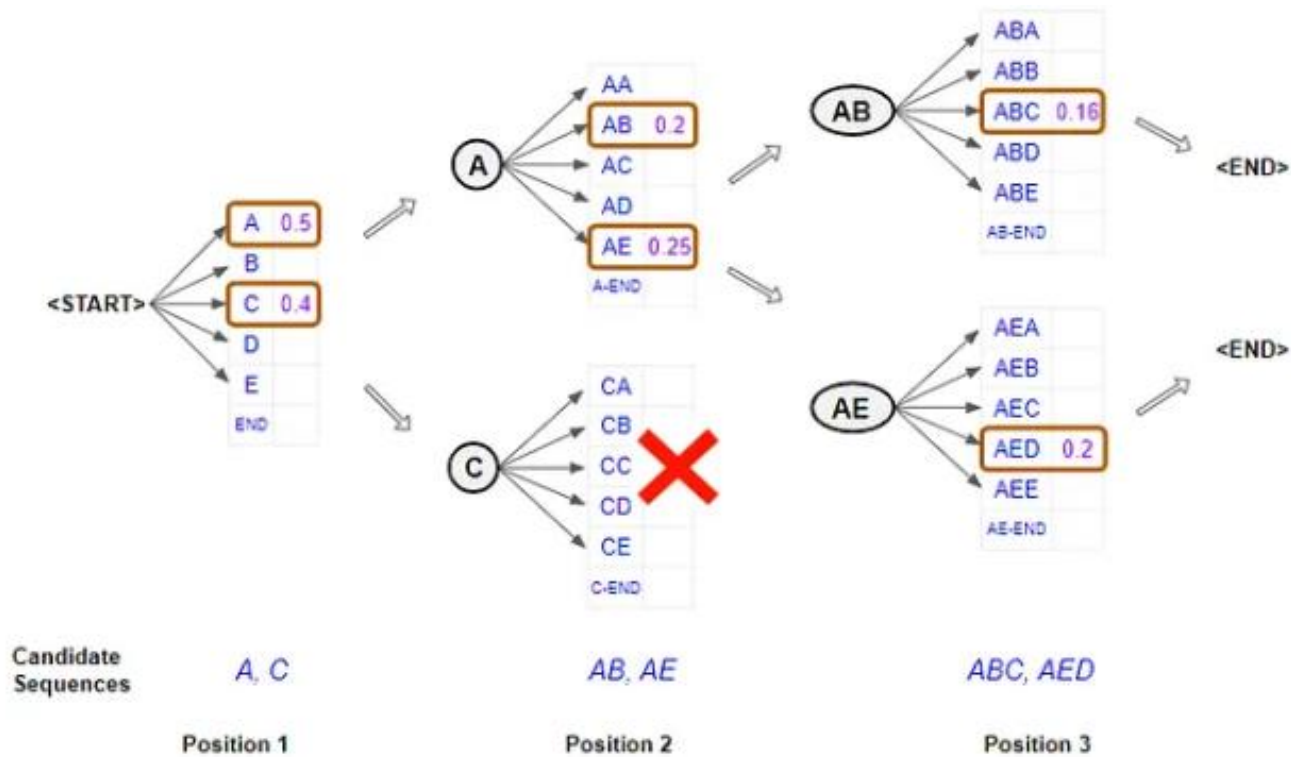 <START>
A 0.5
B
C 0.4
D
E
END
A
AA
AB 0.2
AC
AD
AE 0.25
A-END
C
CA
CB
CC
CD
CE
C-END
AB
ABA
ABB
ABC 0.16
ABD
ABE
AB-END
<END>
AE
AEA
AEB
AEC
AED 0.2
AEE
AE-END
<END>
Candidate
Sequences
A, C
AB, AE
ABC, AED
Position 1
Position 2
Position 3